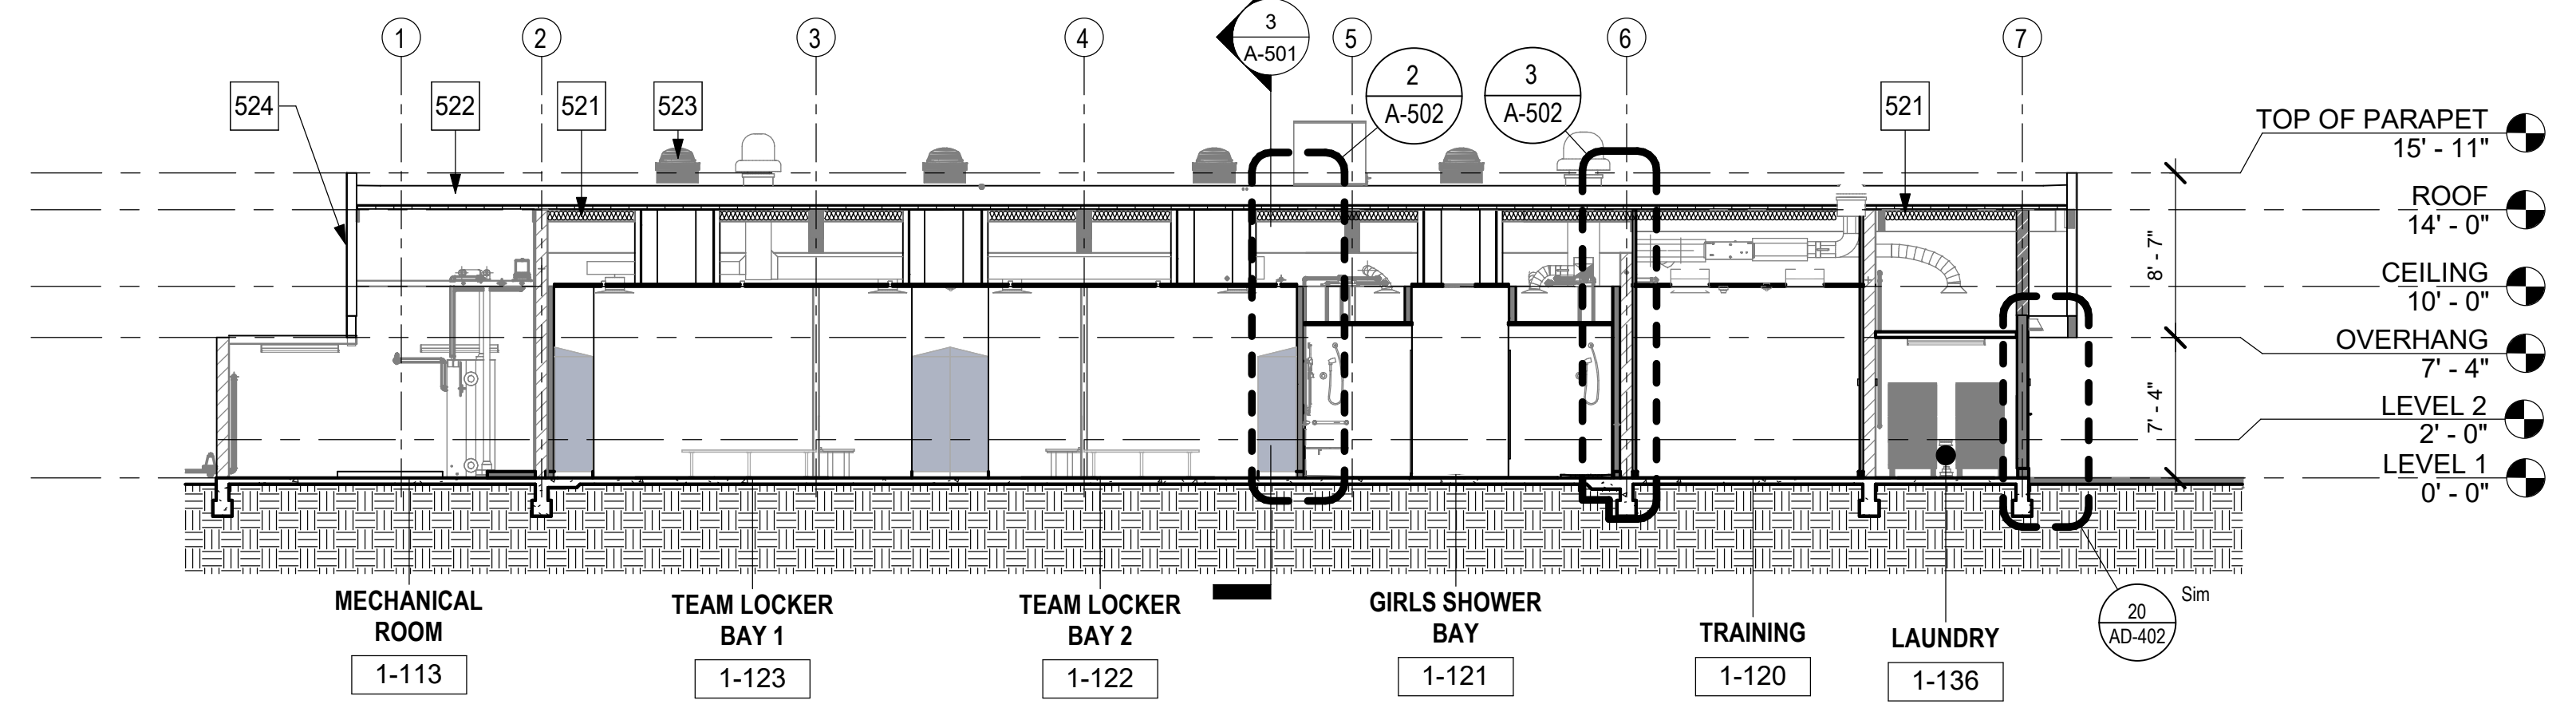 1
2
3
4
3
A-501
5
2
A-502
3
A-502
6
7
524
522
521
523
521
TOP OF PARAPET
15' - 11"
ROOF
14' - 0"
CEILING
10' - 0"
OVERHANG
7' - 4"
LEVEL 2
2' - 0"
LEVEL 1
0' - 0"
8' - 7"
7' - 4"
MECHANICAL
ROOM
1-113
TEAM LOCKER
BAY 1
1-123
TEAM LOCKER
BAY 2
1-122
GIRLS SHOWER
BAY
1-121
TRAINING
1-120
LAUNDRY
1-136
20
AD-402
Sim